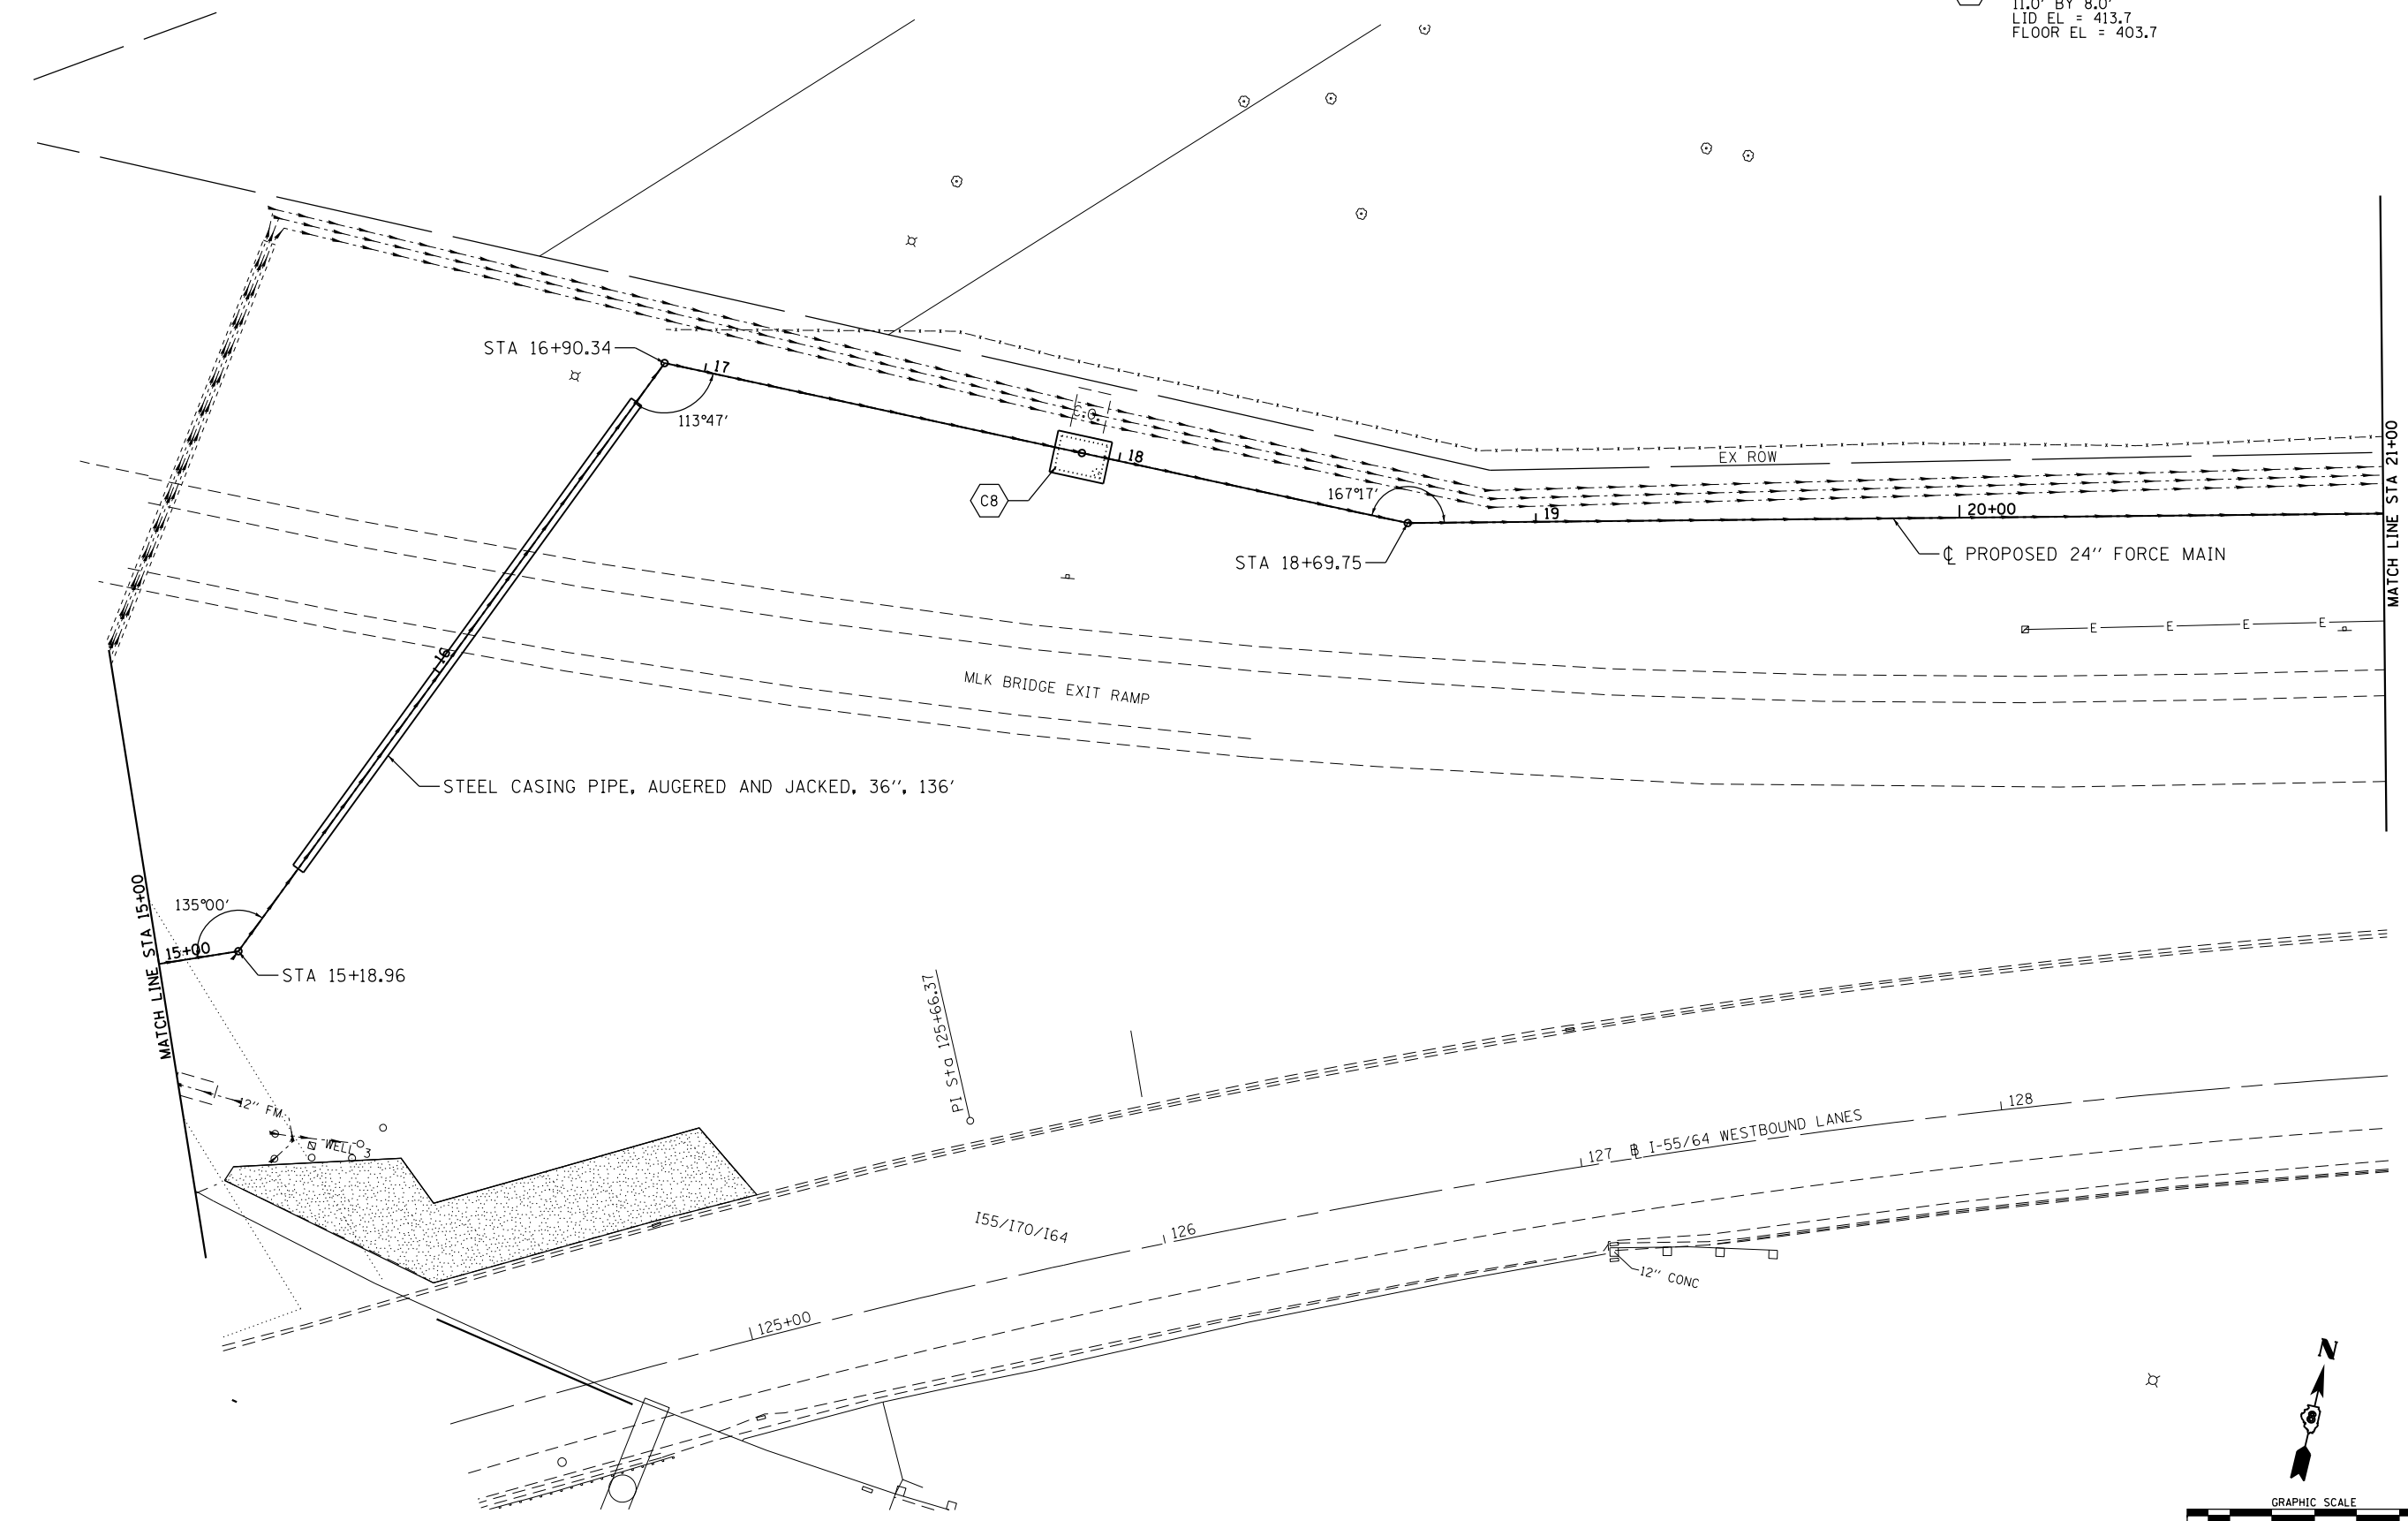 11.0' BY 8.0'
LID EL = 413.7
FLOOR EL = 403.7
STA 16+90.34
17
113°47'
C.O.
18
C8
167°17'
EX ROW
19
20+00
STA 18+69.75
℄ PROPOSED 24'' FORCE MAIN
MATCH LINE STA 21+00
E E E E
16
MLK BRIDGE EXIT RAMP
STEEL CASING PIPE, AUGERED AND JACKED, 36'', 136'
135°00'
15+00
MATCH LINE STA 15+00
STA 15+18.96
PI Sta 125+66.37
12'' FM
WELL 3
128
127
B I-55/64 WESTBOUND LANES
126
I55/I70/I64
125+00
12'' CONC
N
8
GRAPHIC SCALE